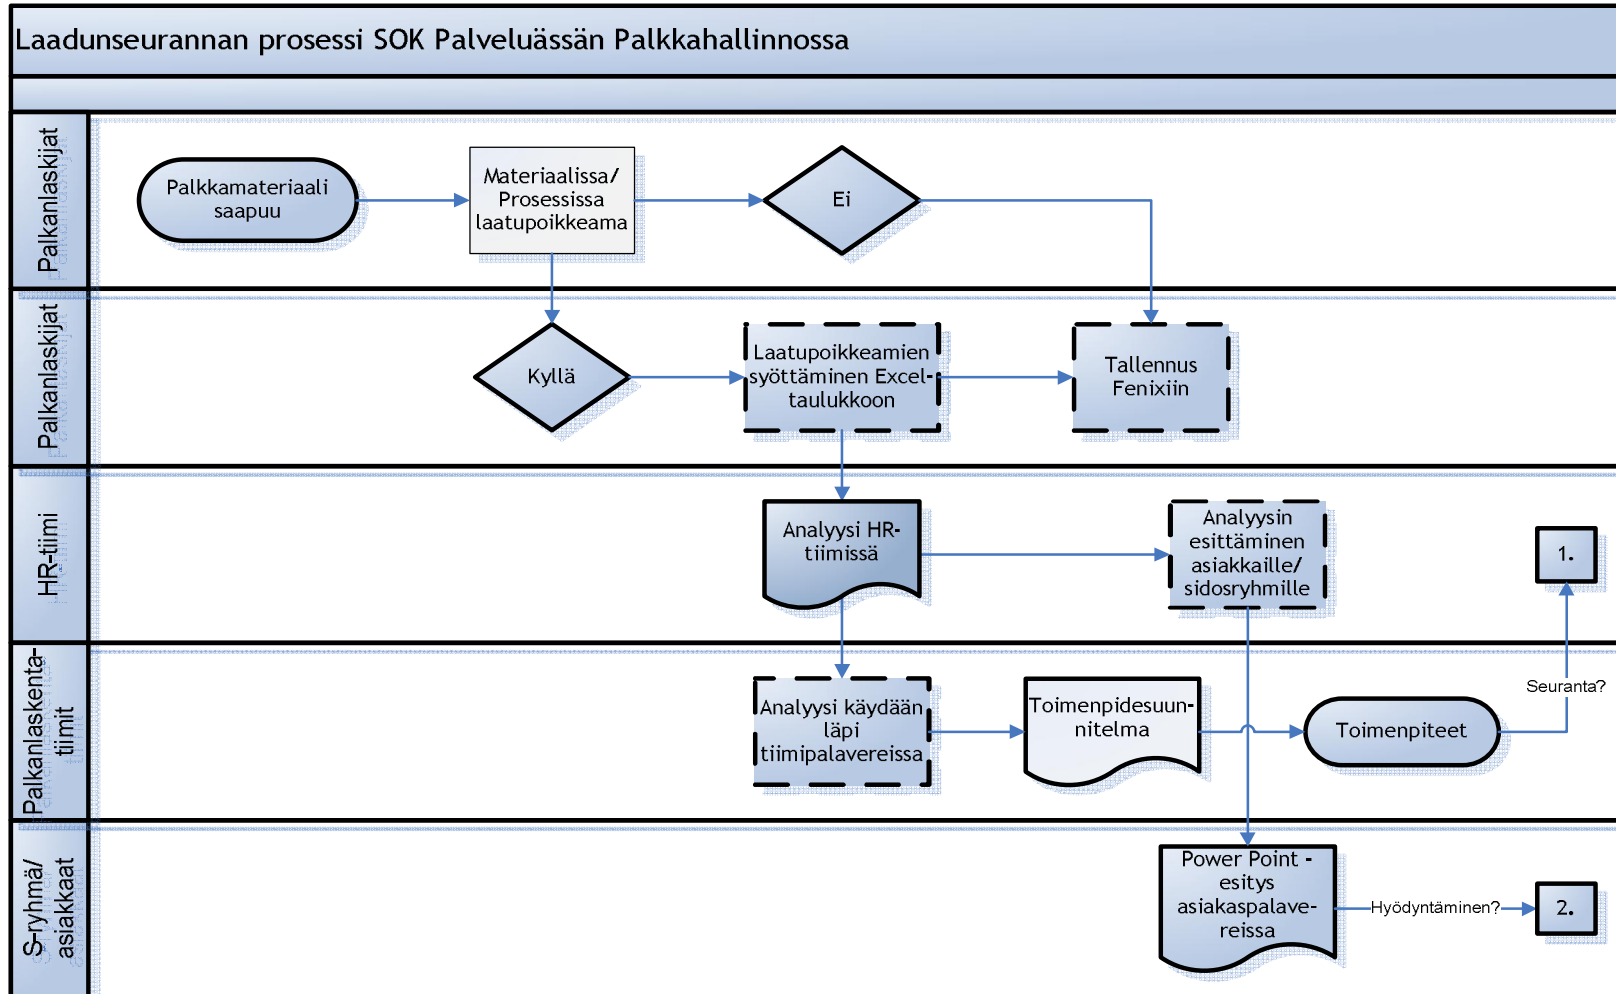 Laadunseurannan prosessi SOK Palveluässän Palkkahallinnossa
Palkanlaskijat
Palkkamateriaali
saapuu
Materiaalissa/
Prosessissa
laatupoikkeama
Ei
Palkanlaskijat
Kyllä
Laatupoikkeamien
syöttäminen Excel-
taulukkoon
Tallennus
Fenixiin
HR-tiimi
Analyysi HR-
tiimissä
Analyysin
esittäminen
asiakkaille/
sidosryhmille
1.
Palkanlaskenta-
tiimit
Analyysi käydään
läpi
tiimipalavereissa
Toimenpidesuun-
nitelma
Toimenpiteet
Seuranta?
S-ryhmä/
asiakkaat
Power Point -
esitys
asiakaspalave-
reissa
Hyödyntäminen?
2.